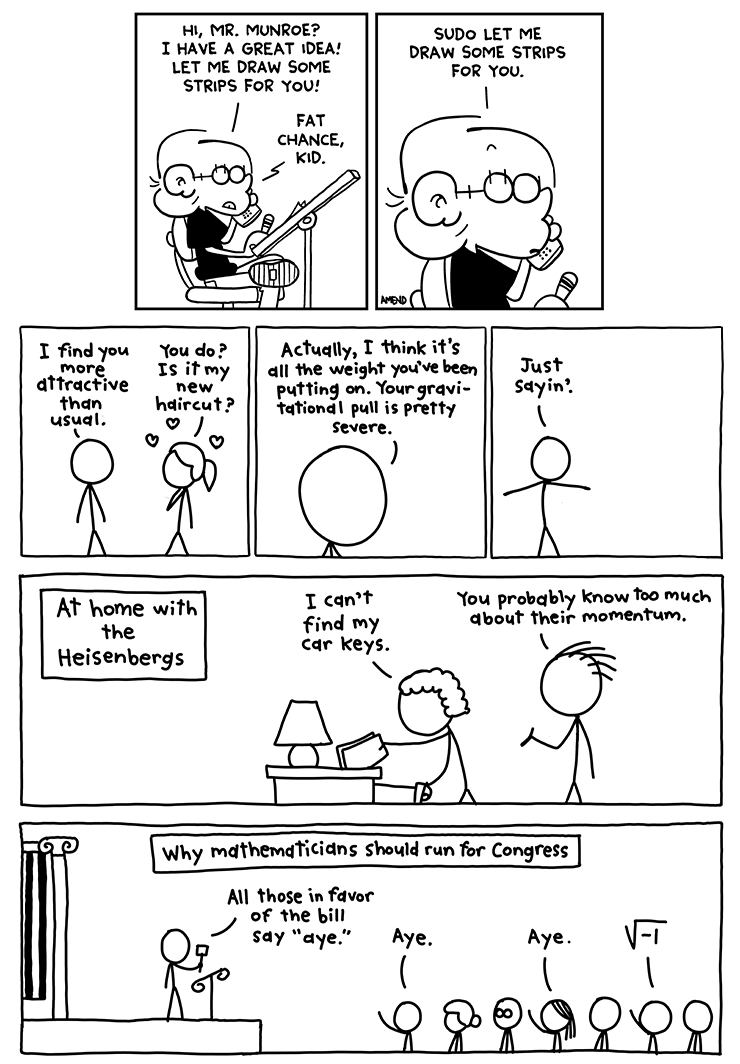 HI, MR. MUNROE?
I HAVE A GREAT IDEA!
LET ME DRAW SOME
STRIPS FOR YOU!
FAT
CHANCE,
KID.
SUDO LET ME
DRAW SOME STRIPS
FOR YOU.
AMEND
I find you
more
attractive
than
usual.
You do?
Is it my
new
haircut?
Actually, I think it's
all the weight you've been
putting on. Your gravi-
tational pull is pretty
severe.
Just
sayin'.
At home with
the
Heisenbergs
I can't
find my
car keys.
You probably know too much
about their momentum.
Why mathematicians should run for Congress
All those in favor
of the bill
say "aye."
Aye.
Aye.
√-1